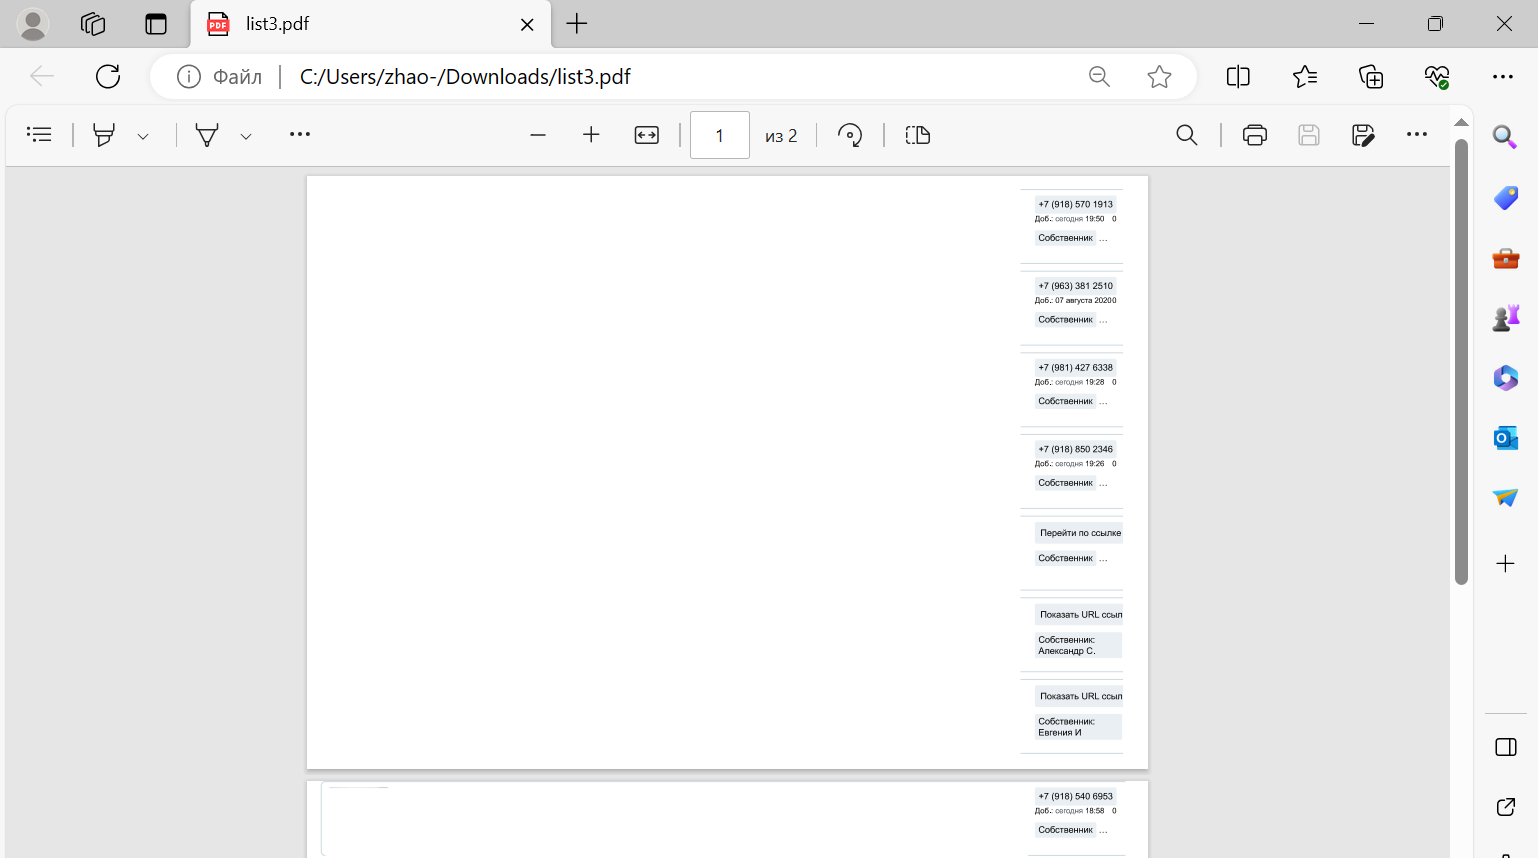 list3.pdf
Файл
C:/Users/zhao-/Downloads/list3.pdf
1 из 2
+7 (918) 570 1913
Доб.: сегодня 19:50 0
Собственник ...
+7 (963) 381 2510
Доб.: 07 августа 20200
Собственник ...
+7 (981) 427 6338
Доб.: сегодня 19:28 0
Собственник ...
+7 (918) 850 2346
Доб.: сегодня 19:26 0
Собственник ...
Перейти по ссылке
Собственник ...
Показать URL ссыл
Собственник:
Александр С.
Показать URL ссыл
Собственник:
Евгения И
+7 (918) 540 6953
Доб.: сегодня 18:58 0
Собственник ...